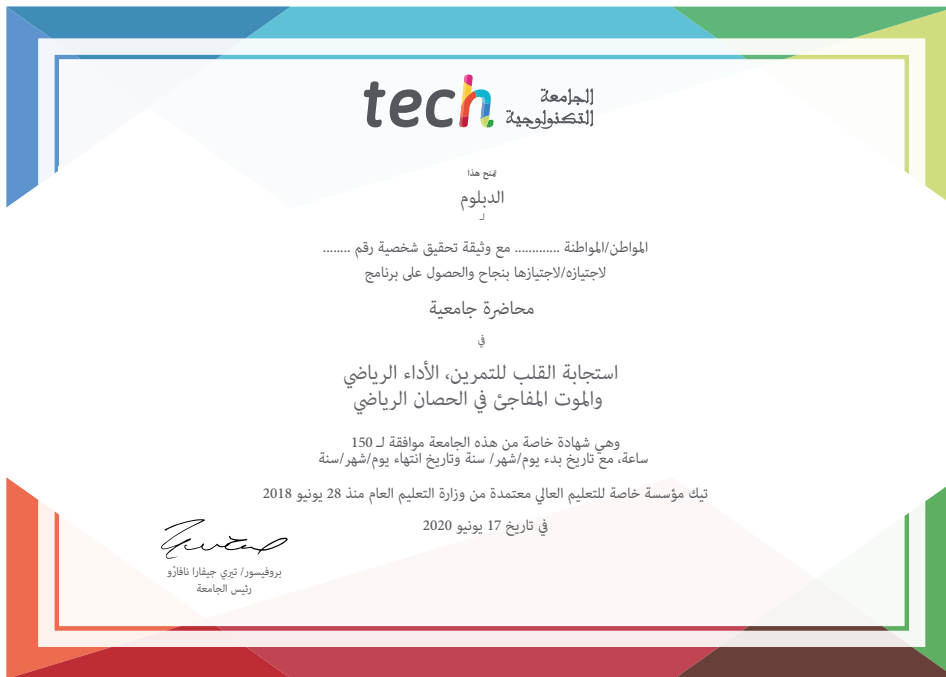 tech الجامعة
التكنولوجية
يمنح هذا
الدبلوم
لـ
المواطن/المواطنة ............. مع وثيقة تحقيق شخصية رقم ........
لاجتيازه/لاجتيازها بنجاح والحصول على برنامج
محاضرة جامعية
في
استجابة القلب للتمرين، الأداء الرياضي
والموت المفاجئ في الحصان الرياضي
وهي شهادة خاصة من هذه الجامعة موافقة لـ 150
ساعة، مع تاريخ بدء يوم/شهر/ سنة وتاريخ انتهاء يوم/شهر/سنة
تيك مؤسسة خاصة للتعليم العالي معتمدة من وزارة التعليم العام منذ 28 يونيو 2018
في تاريخ 17 يونيو 2020
بروفيسور/ تيري جيفارا نافارّو
رئيس الجامعة